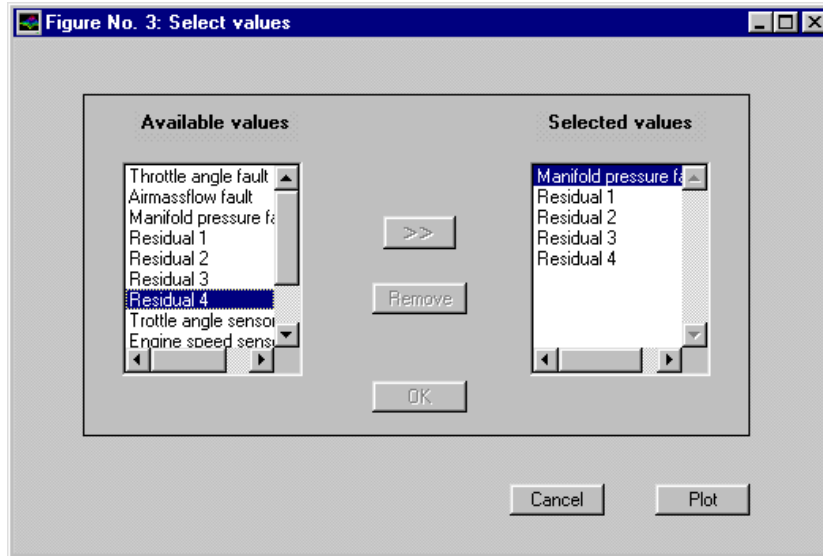 Figure No. 3: Select values
Available values
Selected values
Throttle angle fault
Airmassflow fault
Manifold pressure fa
Residual 1
Residual 2
Residual 3
Residual 4
Trottle angle sensor
Engine speed sens
>>
Remove
OK
Manifold pressure fa
Residual 1
Residual 2
Residual 3
Residual 4
Cancel
Plot